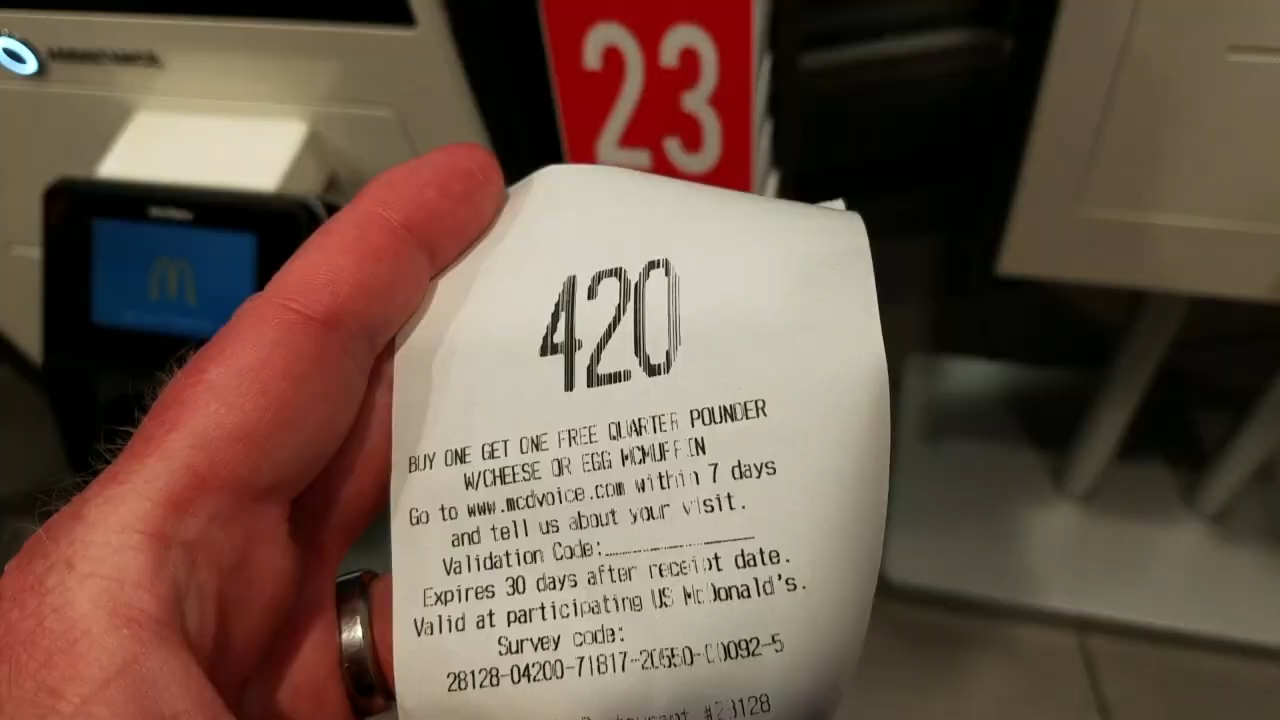 23
420
BUY ONE GET ONE FREE QUARTER POUNDER
W/CHEESE OR EGG MCMUFFIN
Go to www.mcdvoice.com within 7 days
and tell us about your visit.
Validation Code:
Expires 30 days after receipt date.
Valid at participating US McDonald's.
Survey code:
28128-04200-71817-20550-00092-5